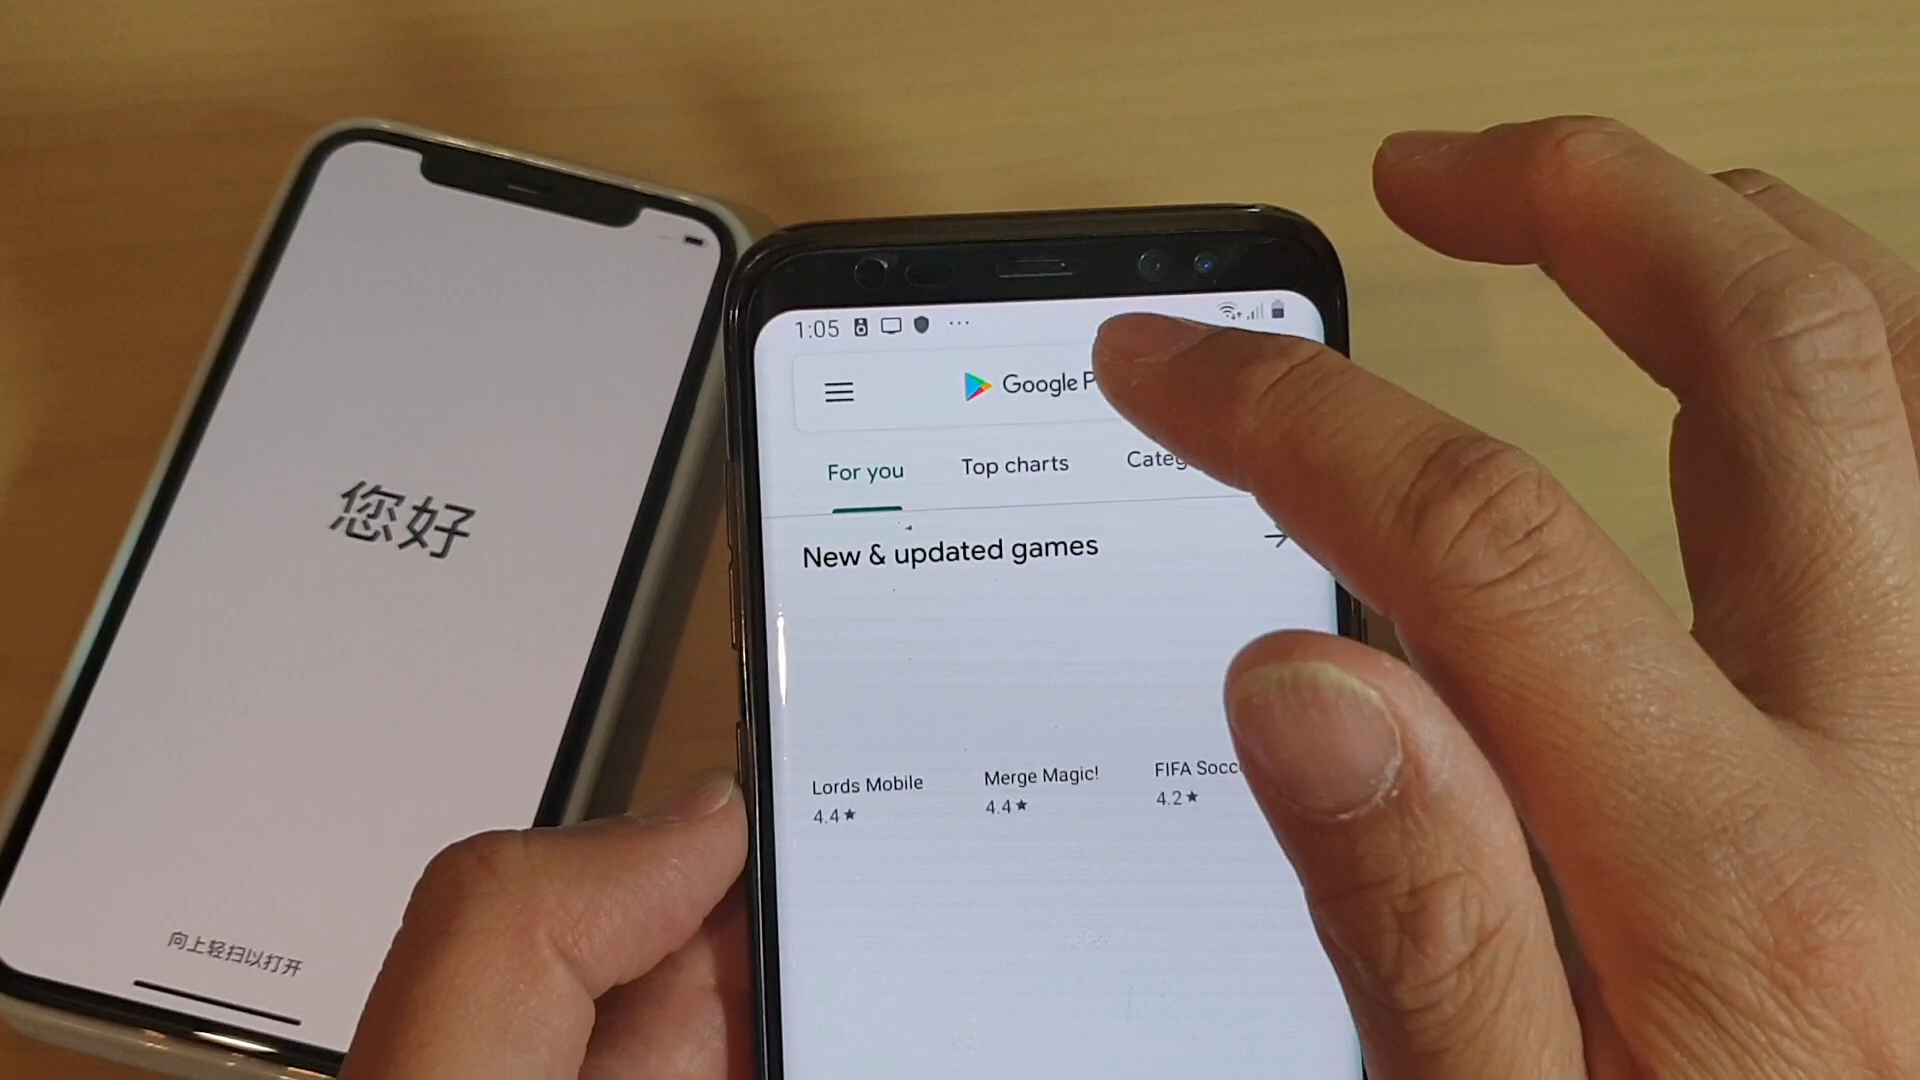 您好
向上轻扫以打开
1:05
Google P
For you
Top charts
Categ
New & updated games
Lords Mobile
4.4★
Merge Magic!
4.4★
FIFA Socc
4.2★